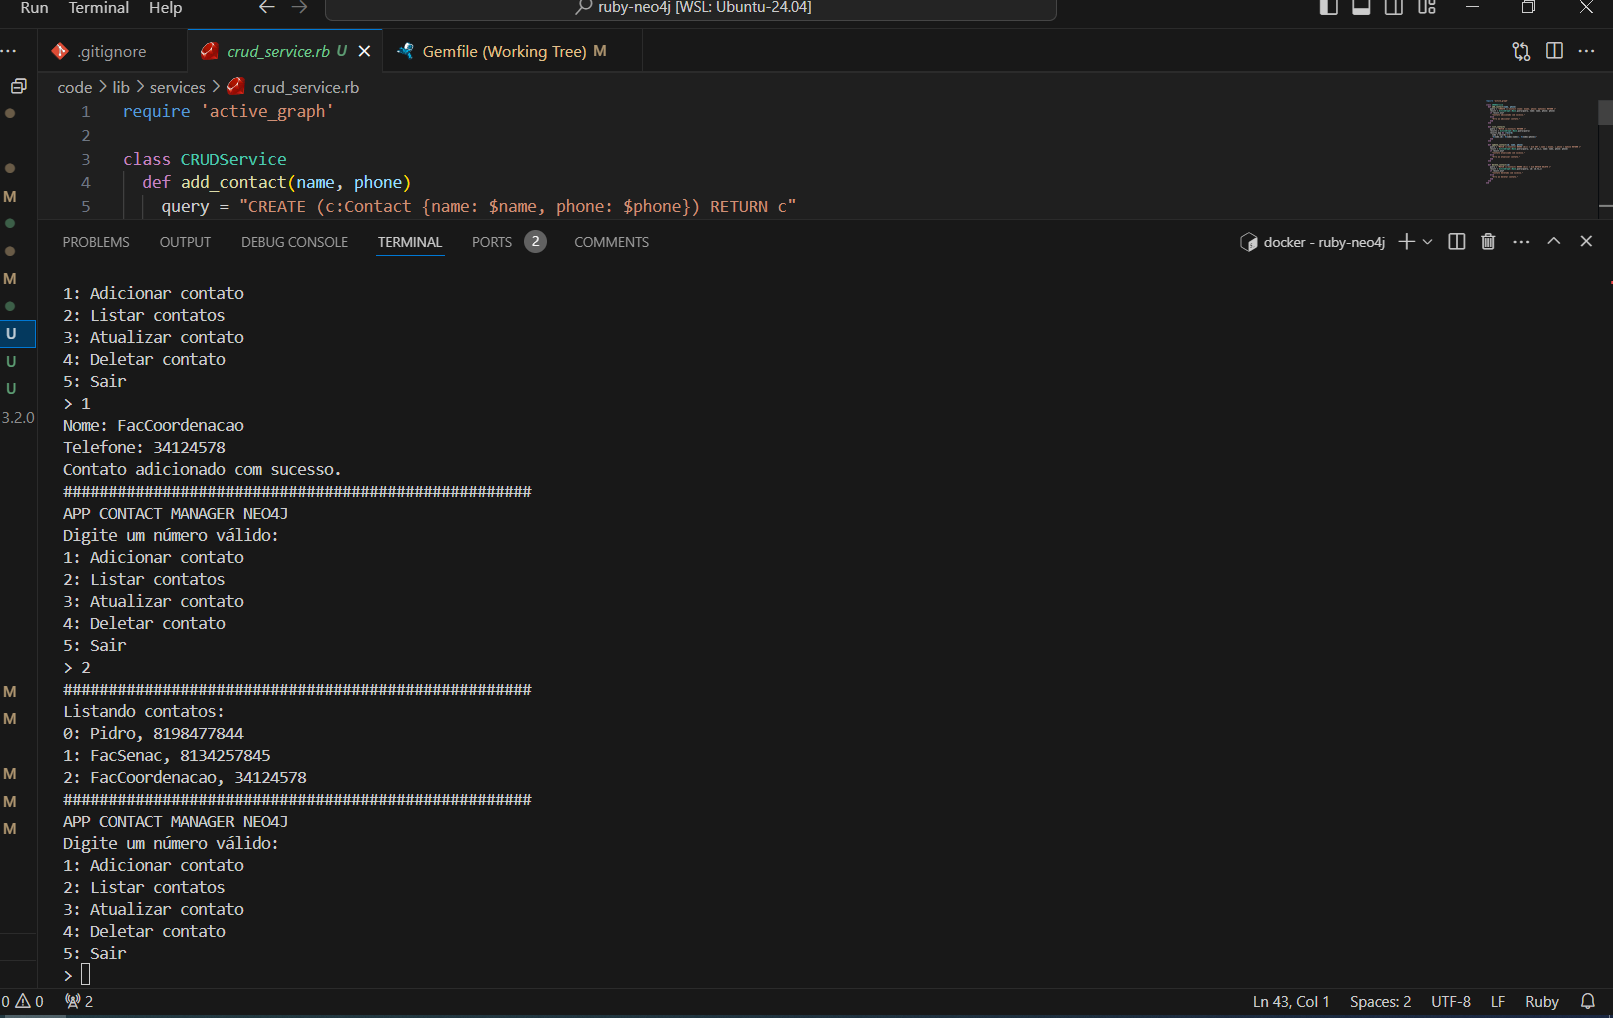 Run Terminal Help ruby-neo4j [WSL: Ubuntu-24.04]
.gitignore crud_service.rb U Gemfile (Working Tree) M
code > lib > services > crud_service.rb
1 require 'active_graph'
2
3 class CRUDService
4 def add_contact(name, phone)
5 query = "CREATE (c:Contact {name: $name, phone: $phone}) RETURN c"
M
M
U
U
U
3.2.0
M
M
M
M
M
PROBLEMS OUTPUT DEBUG CONSOLE TERMINAL PORTS 2 COMMENTS docker - ruby-neo4j
1: Adicionar contato
2: Listar contatos
3: Atualizar contato
4: Deletar contato
5: Sair
> 1
Nome: FacCoordenacao
Telefone: 34124578
Contato adicionado com sucesso.
####################################################
APP CONTACT MANAGER NEO4J
Digite um número válido:
1: Adicionar contato
2: Listar contatos
3: Atualizar contato
4: Deletar contato
5: Sair
> 2
####################################################
Listando contatos:
0: Pidro, 8198477844
1: FacSenac, 8134257845
2: FacCoordenacao, 34124578
####################################################
APP CONTACT MANAGER NEO4J
Digite um número válido:
1: Adicionar contato
2: Listar contatos
3: Atualizar contato
4: Deletar contato
5: Sair
>
0 0 2 Ln 43, Col 1 Spaces: 2 UTF-8 LF Ruby